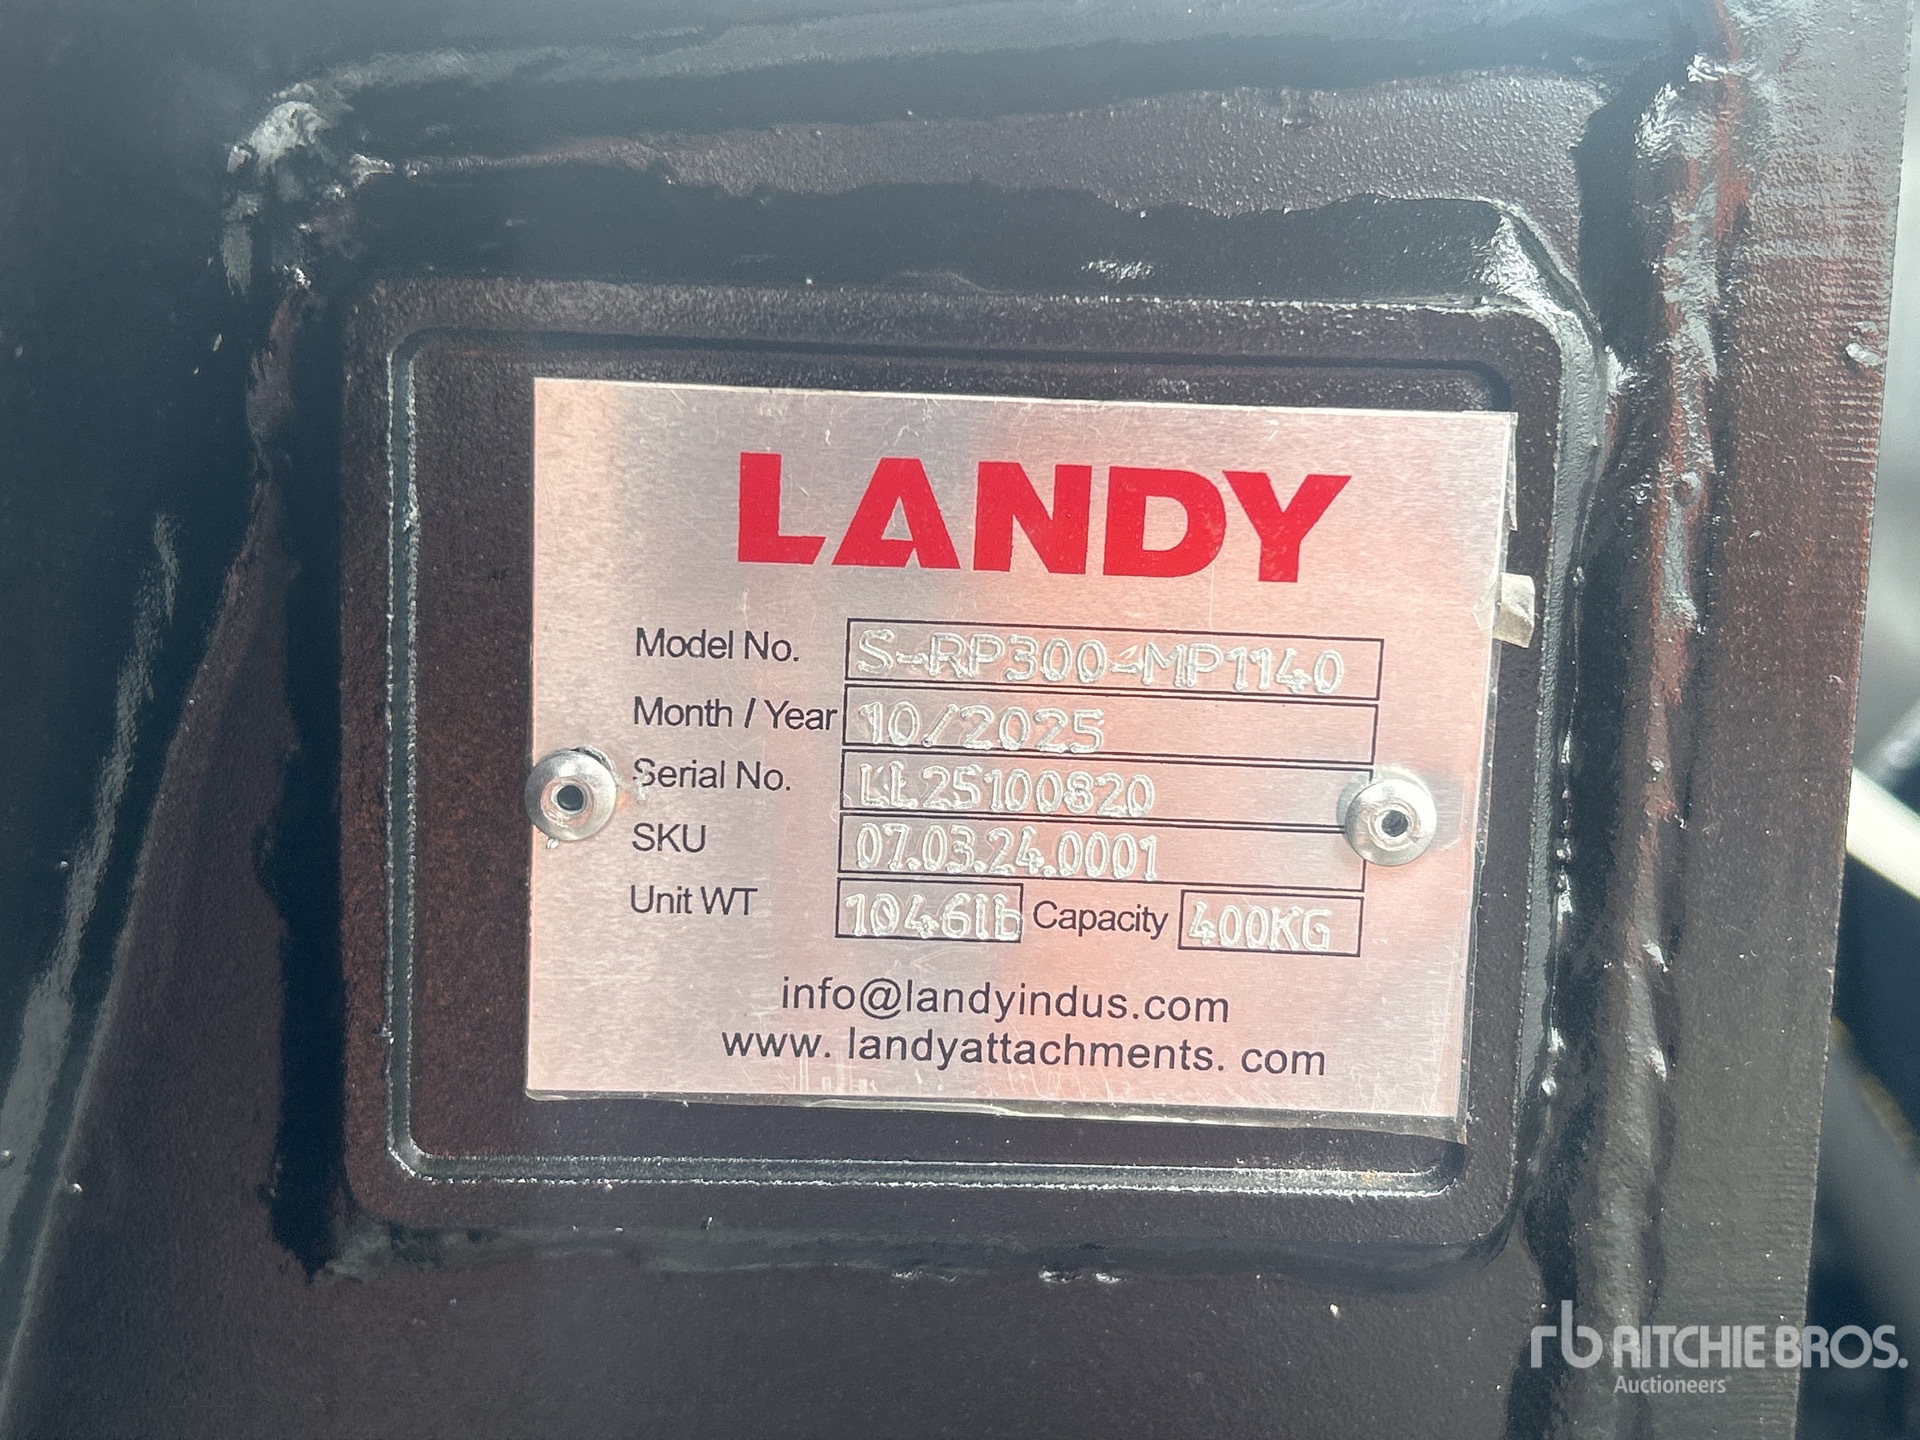 LANDY
Model No. S-RP300-MP1140
Month / Year 10/2025
Serial No. LL25100820
SKU 07.03.24.0001
Unit WT 1046lb Capacity 400KG
info@landyindus.com
www. landyattachments. com
rb RITCHIE BROS.
Auctioneers